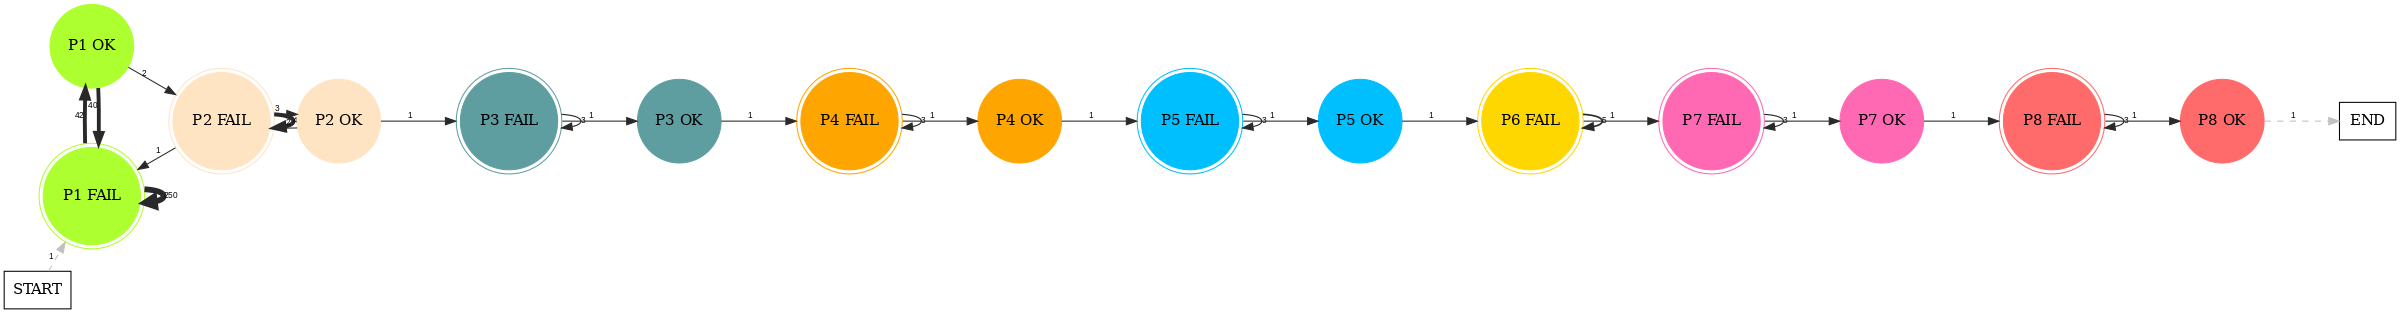 P1 OK
2
40
42
P2 FAIL
3
P2 OK
1
P3 FAIL
3
1
P3 OK
1
P4 FAIL
3
1
P4 OK
1
P5 FAIL
3
1
P5 OK
1
P6 FAIL
1
P7 FAIL
3
1
P7 OK
1
P8 FAIL
3
1
P8 OK
1
END
1
P1 FAIL
250
1
START